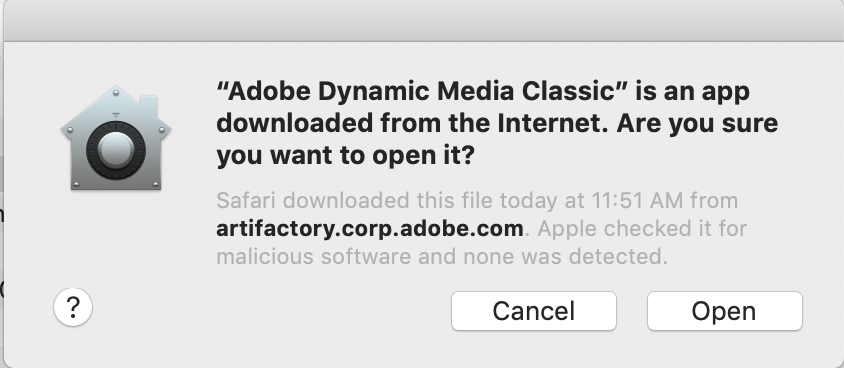 “Adobe Dynamic Media Classic” is an app
downloaded from the Internet. Are you sure
you want to open it?
Safari downloaded this file today at 11:51 AM from
artifactory.corp.adobe.com. Apple checked it for
malicious software and none was detected.
?
Cancel
Open